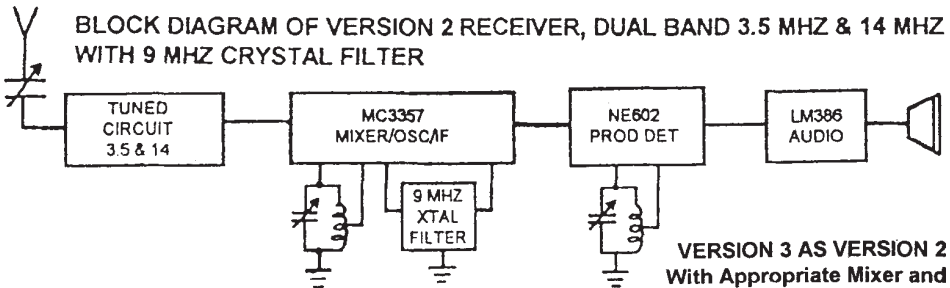 BLOCK DIAGRAM OF VERSION 2 RECEIVER, DUAL BAND 3.5 MHZ & 14 MHZ
WITH 9 MHZ CRYSTAL FILTER
TUNED
CIRCUIT
3.5 & 14
MC3357
MIXER/OSC/IF
NE602
PROD DET
LM386
AUDIO
9 MHZ
XTAL
FILTER
VERSION 3 AS VERSION 2
With Appropriate Mixer and